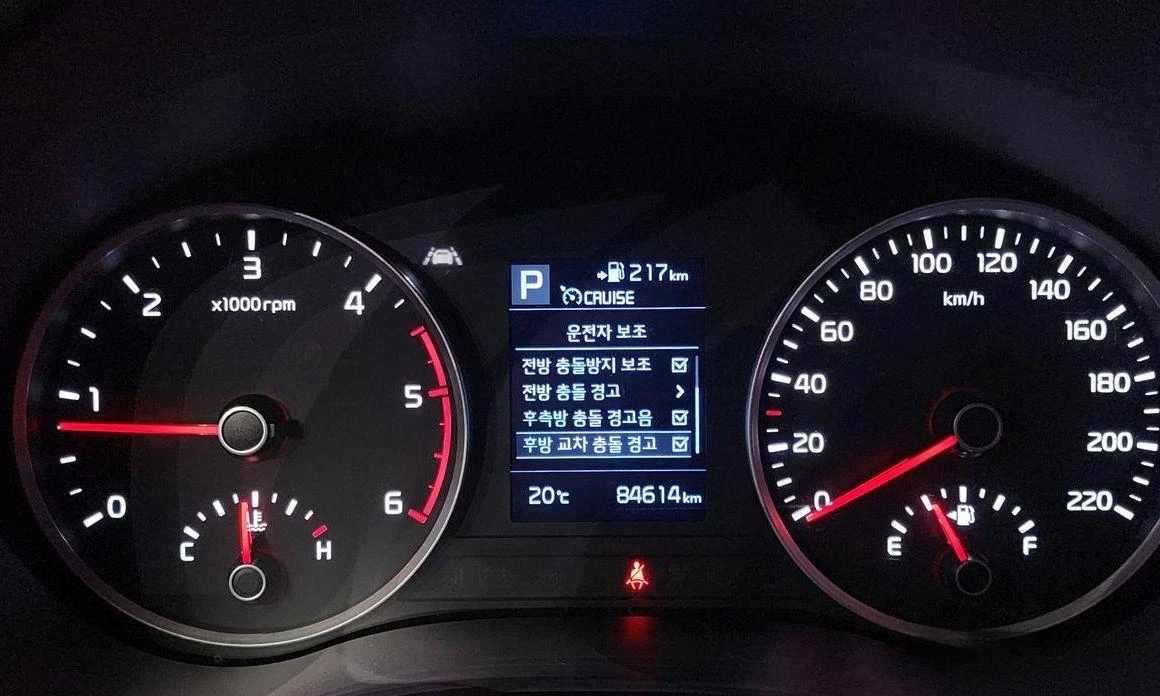 3
2
4
x1000rpm
1
5
0
6
C
H
P
217km
CRUISE
운전자 보조
전방 충돌방지 보조
전방 충돌 경고
후측방 충돌 경고음
후방 교차 충돌 경고
20℃
84614km
100
120
80
140
km/h
60
160
40
180
20
200
0
220
E
F